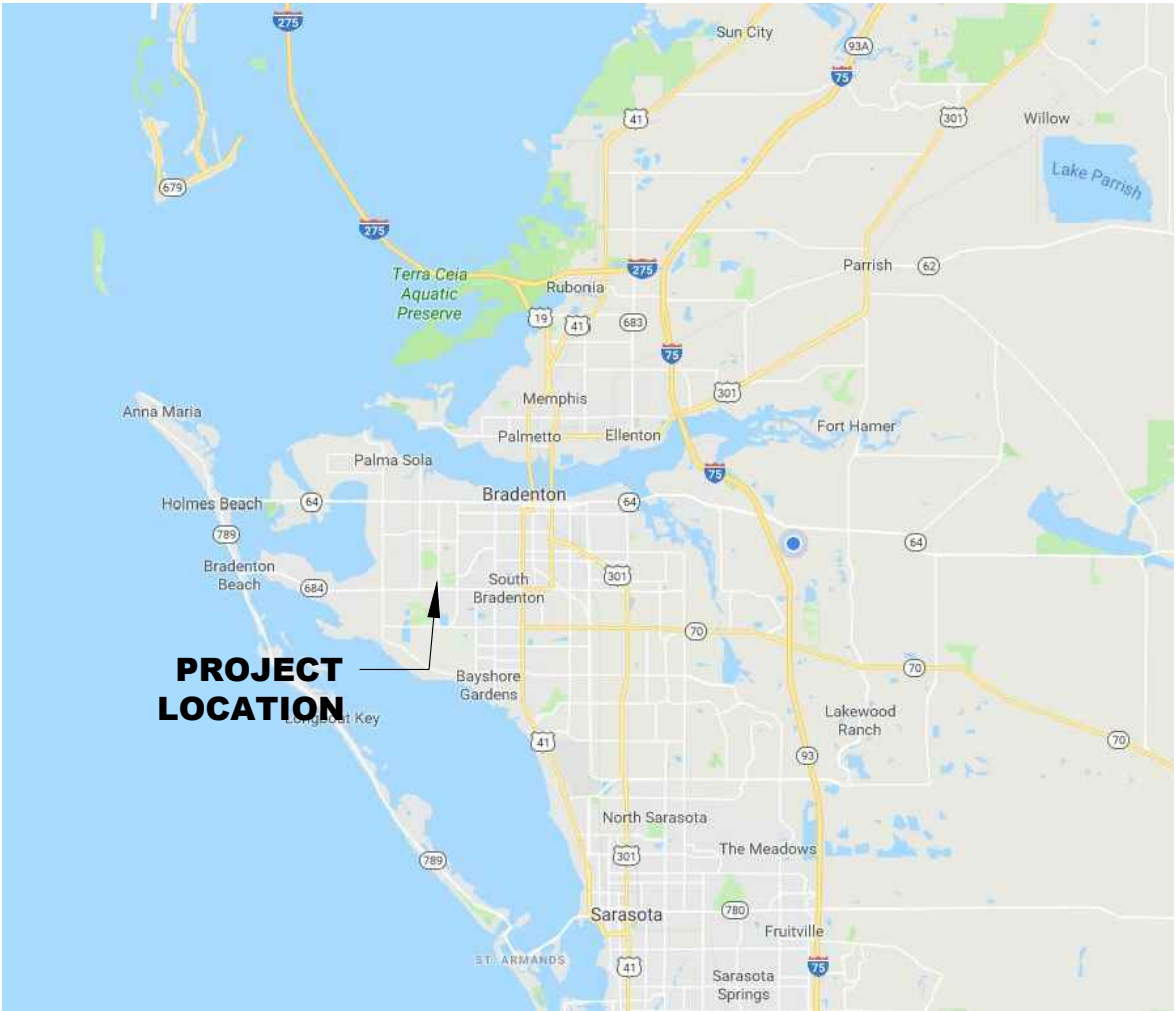 275
Sun City
93A
75
41
301
Willow
Lake Parrish
679
275
Parrish
62
275
Terra Ceia
Aquatic
Preserve
Rubonia
19
41
683
75
301
Memphis
Anna Maria
Fort Hamer
Palmetto
Ellenton
Palma Sola
75
Bradenton
Holmes Beach
64
64
789
64
Bradenton
Beach
684
South
Bradenton
301
70
PROJECT
LOCATION
Bayshore
Gardens
70
Longboat Key
Lakewood
Ranch
41
70
93
North Sarasota
The Meadows
789
301
Sarasota
780
Fruitville
ST. ARMANDS
41
75
Sarasota
Springs